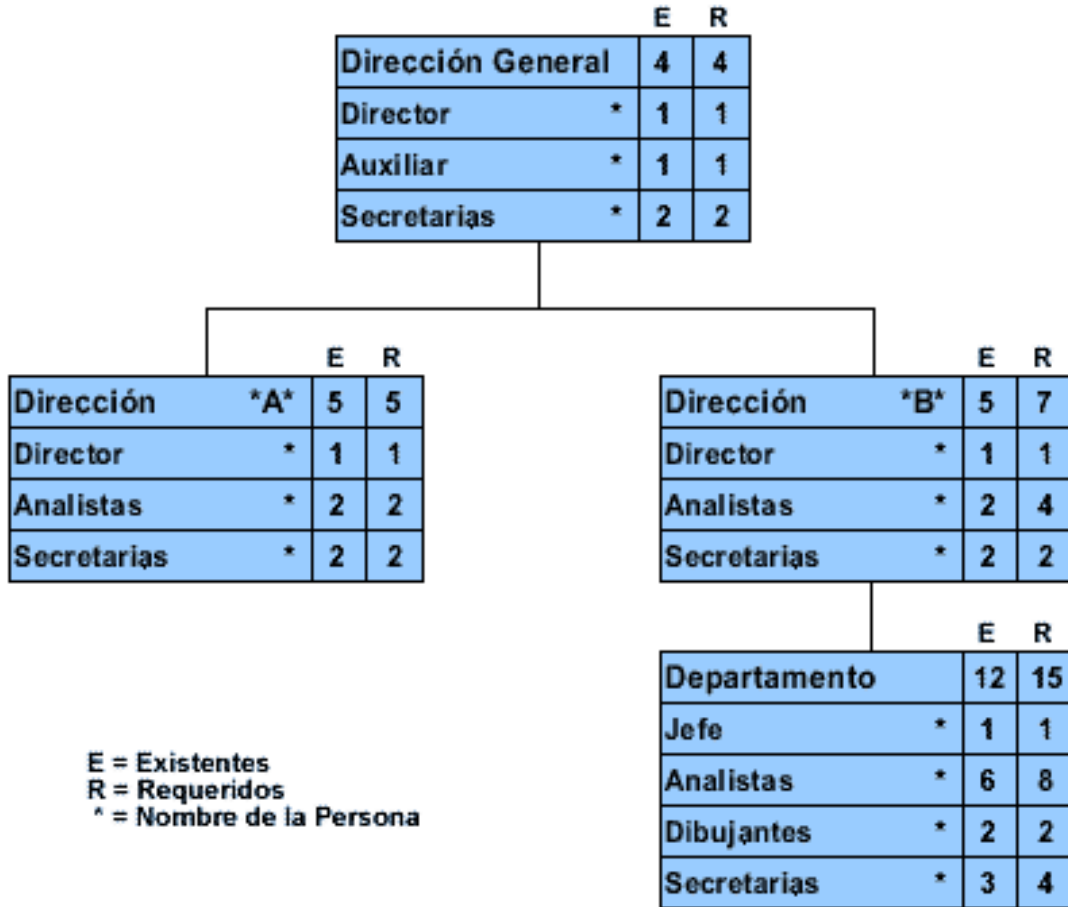 E R
Dirección General 4 4
Director * 1 1
Auxiliar * 1 1
Secretarias * 2 2
E R
Dirección *A* 5 5
Director * 1 1
Analistas * 2 2
Secretarias * 2 2
E R
Dirección *B* 5 7
Director * 1 1
Analistas * 2 4
Secretarias * 2 2
E R
Departamento 12 15
Jefe * 1 1
Analistas * 6 8
Dibujantes * 2 2
Secretarias * 3 4
E = Existentes
R = Requeridos
* = Nombre de la Persona